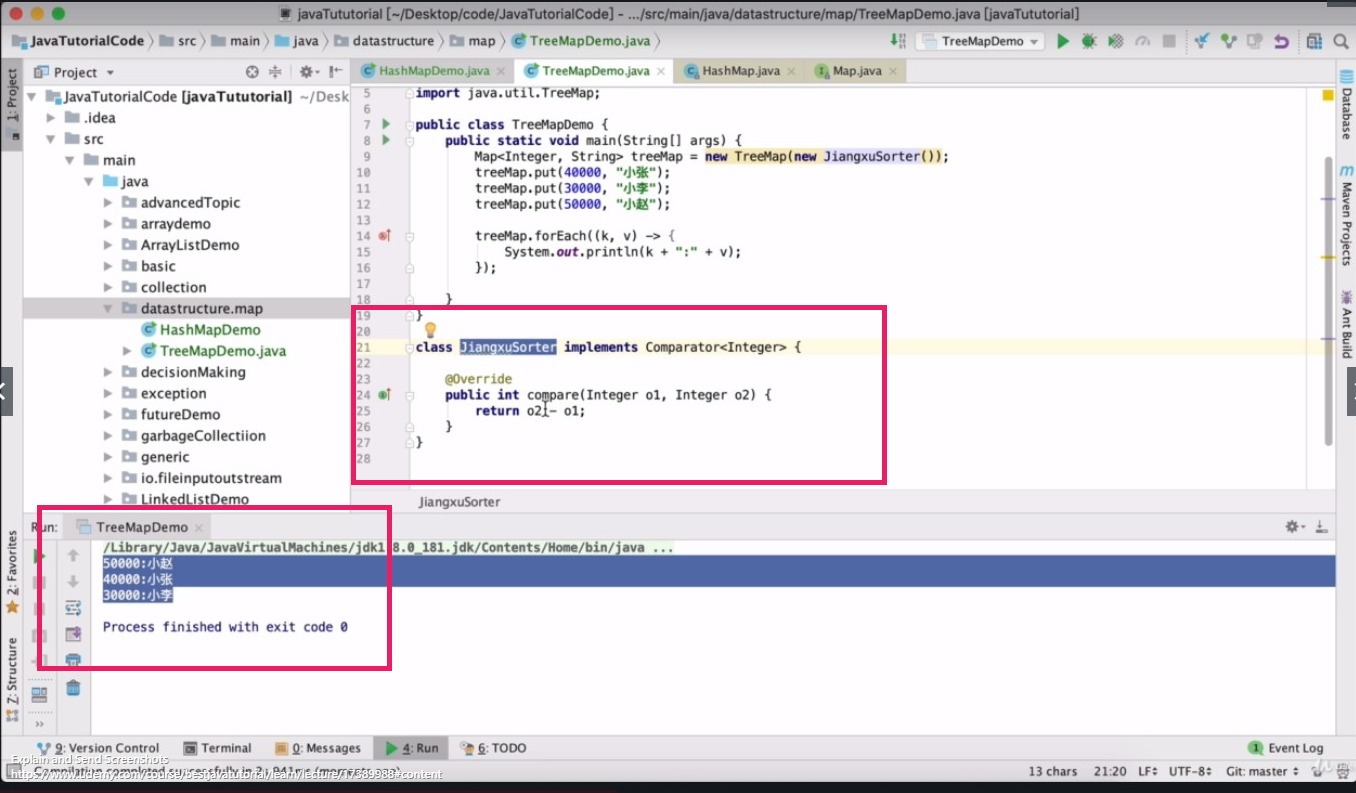 javaTututorial [~/Desktop/code/JavaTutorialCode] - .../src/main/java/datastructure/map/TreeMapDemo.java [javaTututorial]
JavaTutorialCode src main java datastructure map TreeMapDemo.java TreeMapDemo
1: Project
Project
HashMapDemo.java TreeMapDemo.java HashMap.java Map.java
JavaTutorialCode [javaTututorial] ~/Desk
.idea
src
main
java
advancedTopic
arraydemo
ArrayListDemo
basic
collection
datastructure.map
HashMapDemo
TreeMapDemo.java
decisionMaking
exception
futureDemo
garbageCollectiion
generic
io.fileinputoutstream
LinkedListDemo
5 import java.util.TreeMap;
6
7 public class TreeMapDemo {
8 public static void main(String[] args) {
9 Map<Integer, String> treeMap = new TreeMap(new JiangxuSorter());
10 treeMap.put(40000, "小张");
11 treeMap.put(30000, "小李");
12 treeMap.put(50000, "小赵");
13
14 treeMap.forEach((k, v) -> {
15 System.out.println(k + ":" + v);
16 });
17
18 }
19 }
20
21 class JiangxuSorter implements Comparator<Integer> {
22
23 @Override
24 public int compare(Integer o1, Integer o2) {
25 return o2 - o1;
26 }
27 }
28
JiangxuSorter
Database
m Maven Projects
Ant Build
2: Favorites
Z: Structure
Run: TreeMapDemo
/Library/Java/JavaVirtualMachines/jdk1.8.0_181.jdk/Contents/Home/bin/java ...
50000:小赵
40000:小张
30000:小李
Process finished with exit code 0
9: Version Control Terminal 0: Messages 4: Run 6: TODO 1 Event Log
Explain and Send Screenshots
13 chars 21:20 LF UTF-8 Git: master